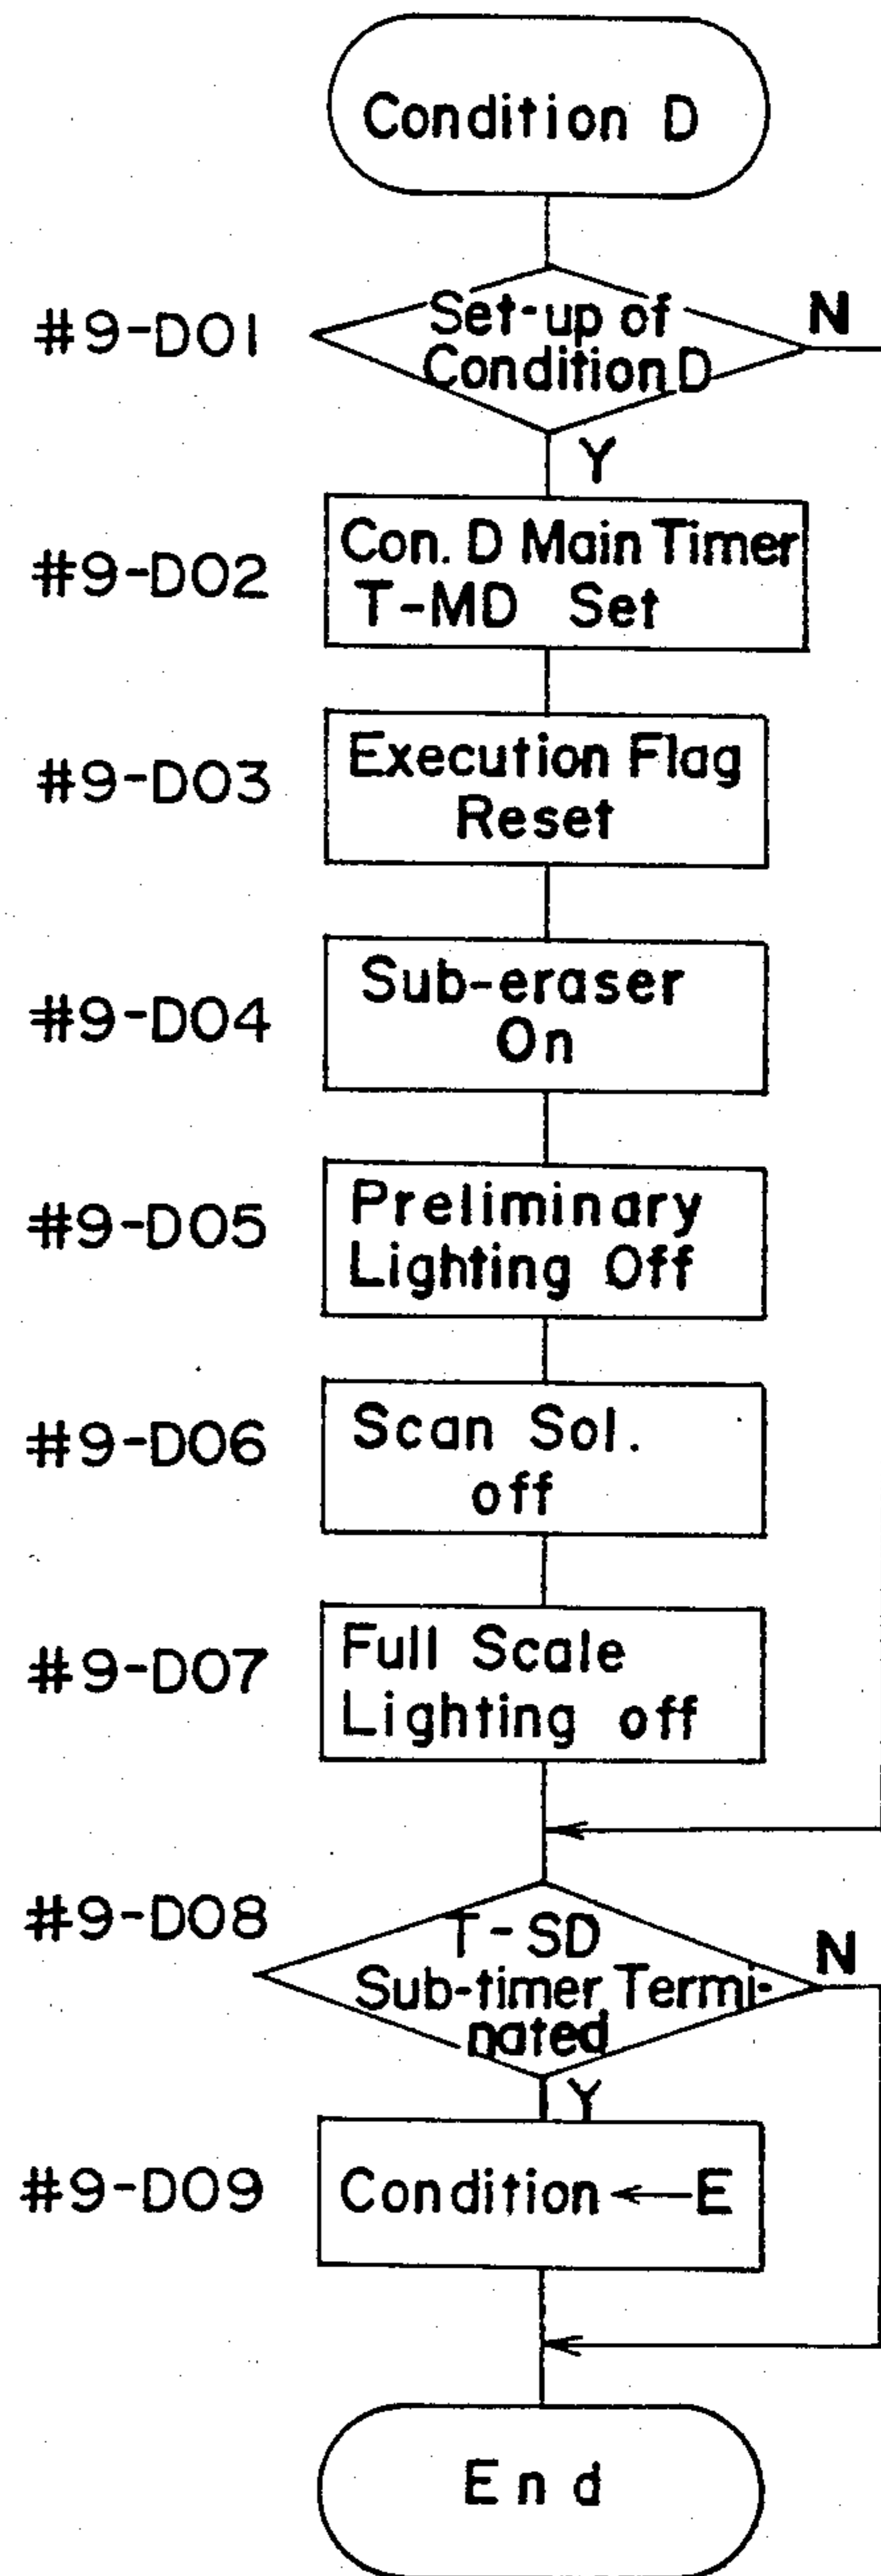 Condition D
#9-D01
Set-up of
Condition D
N
Y
#9-D02
Con. D Main Timer
T-MD Set
#9-D03
Execution Flag
Reset
#9-D04
Sub-eraser
On
#9-D05
Preliminary
Lighting Off
#9-D06
Scan Sol.
off
#9-D07
Full Scale
Lighting off
#9-D08
T-SD
Sub-timer Termi-
nated
N
Y
#9-D09
Condition ← E
End